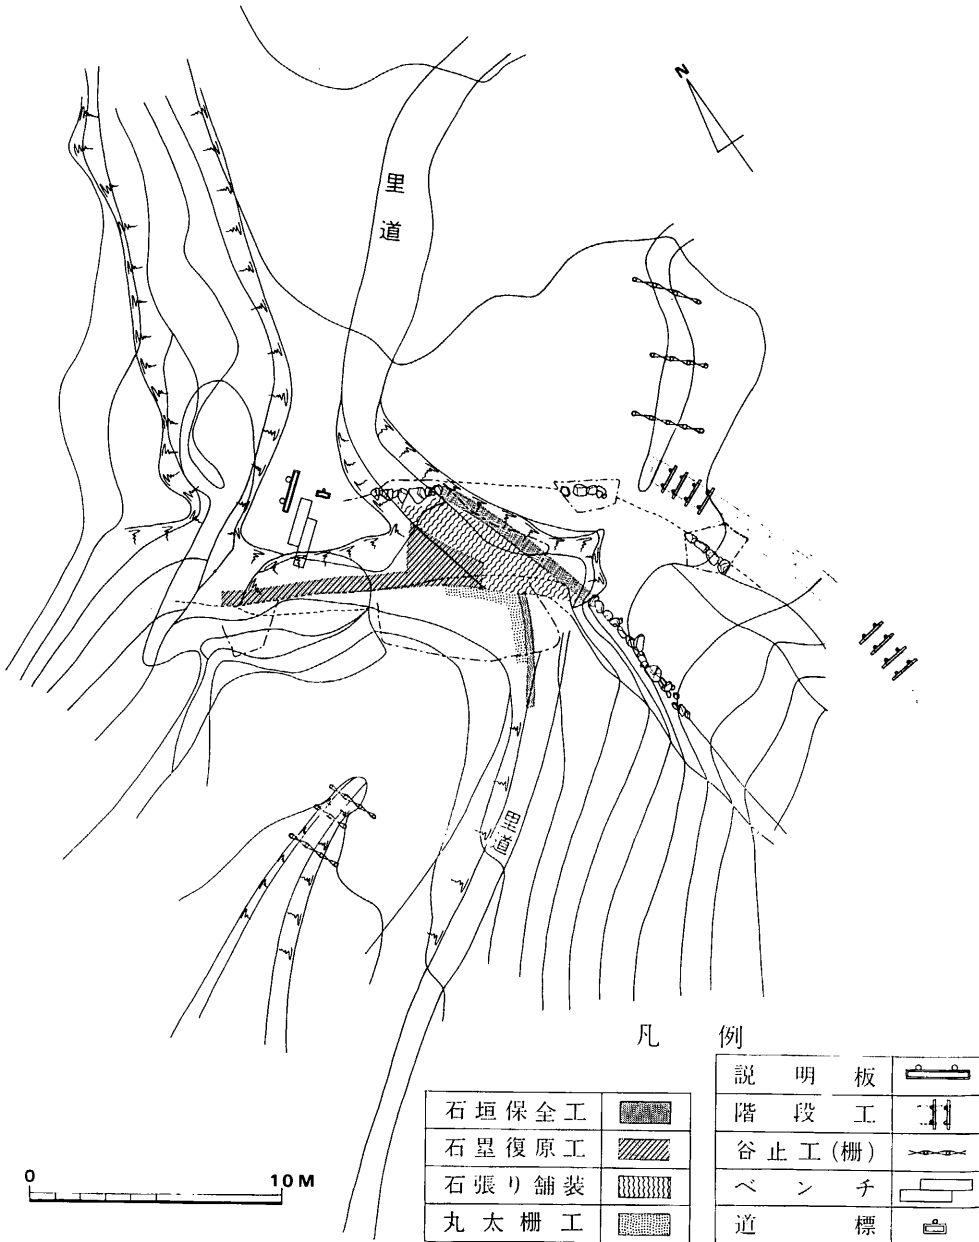 N
里道
里道
凡例
説明板
階段工
谷止工(柵)
ベンチ
道標
石垣保全工
石塁復原工
石張り舗装
丸太柵工
0 10M